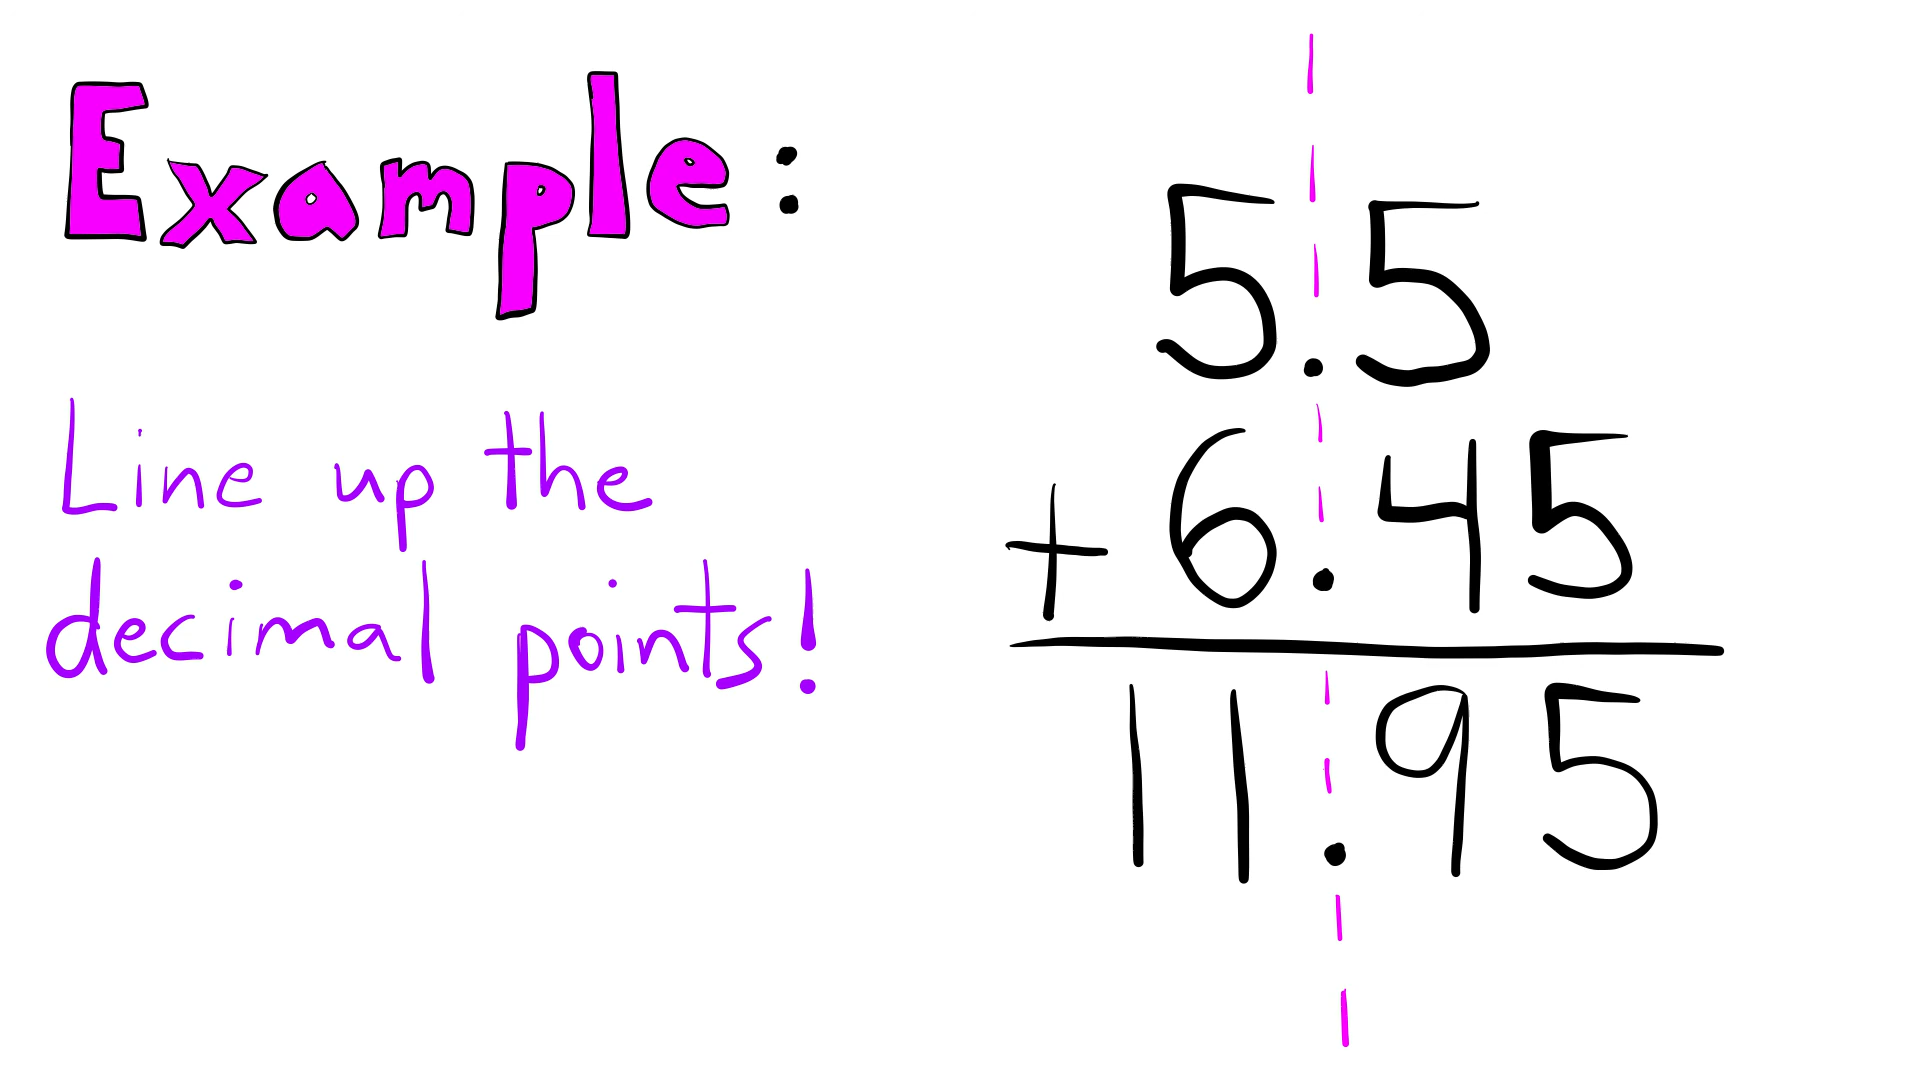 Example:
Line up the
decimal points!
5.5
+ 6.45
11.95